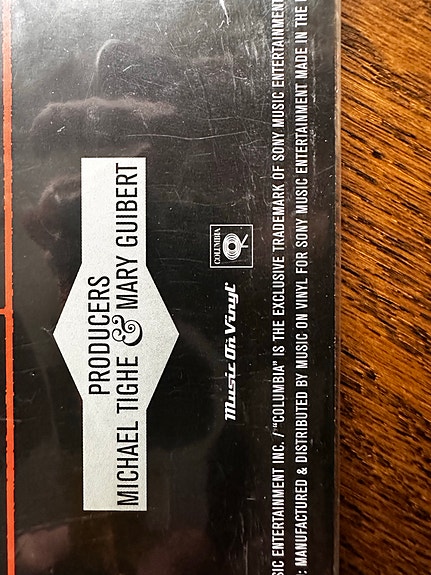 PRODUCERS
MICHAEL TIGHE & MARY GUIBERT
COLUMBIA
Music On Vinyl
ENTERTAINMENT INC. / "COLUMBIA" IS THE EXCLUSIVE TRADEMARK OF SONY MUSIC ENTERTAINMENT
: MANUFACTURED & DISTRIBUTED BY MUSIC ON VINYL FOR SONY MUSIC ENTERTAINMENT MADE IN THE